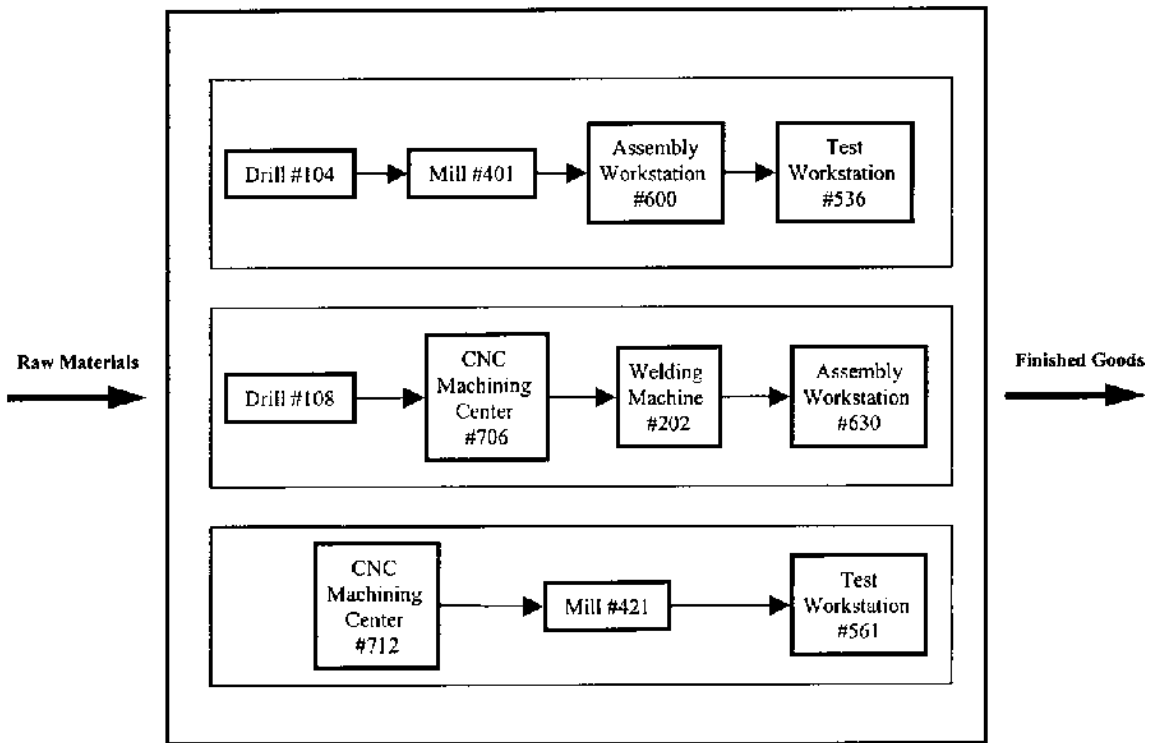 Drill #104
Mill #401
Assembly
Workstation
#600
Test
Workstation
#536
Raw Materials
Drill #108
CNC
Machining
Center
#706
Welding
Machine
#202
Assembly
Workstation
#630
Finished Goods
CNC
Machining
Center
#712
Mill #421
Test
Workstation
#561